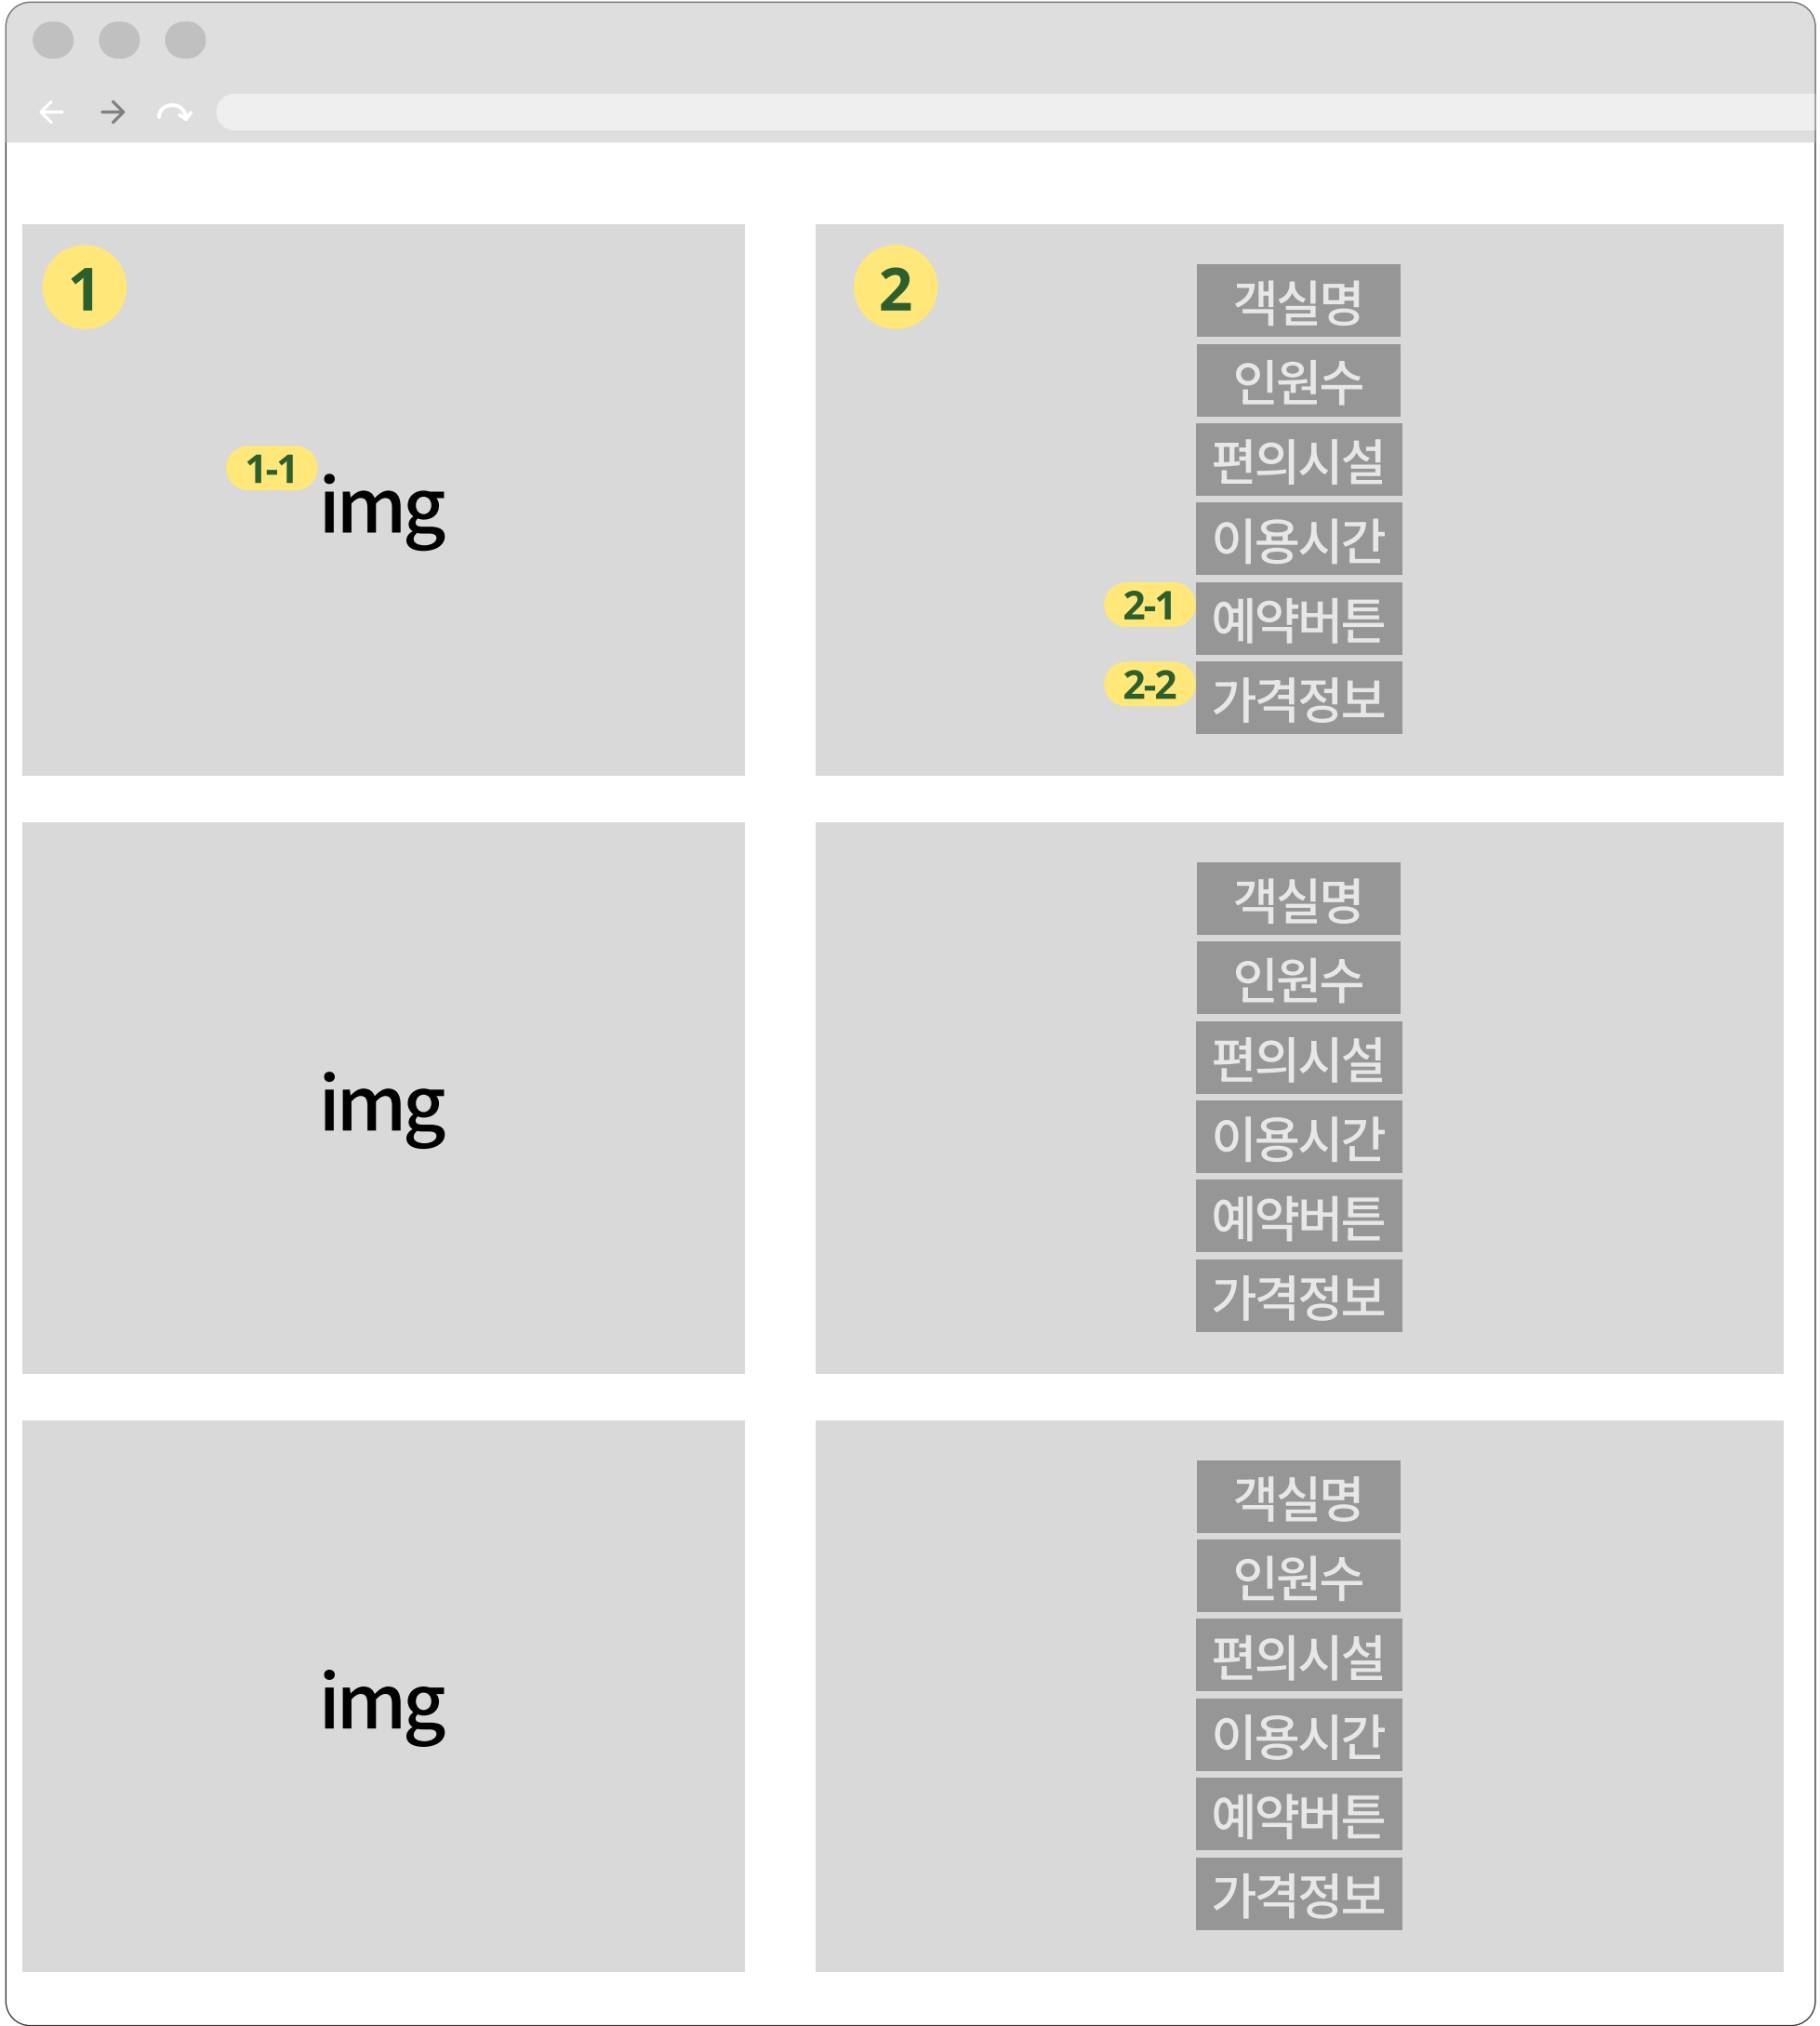 1
1-1
img
2
객실명
인원수
편의시설
이용시간
2-1 예약버튼
2-2 가격정보
img
객실명
인원수
편의시설
이용시간
예약버튼
가격정보
img
객실명
인원수
편의시설
이용시간
예약버튼
가격정보